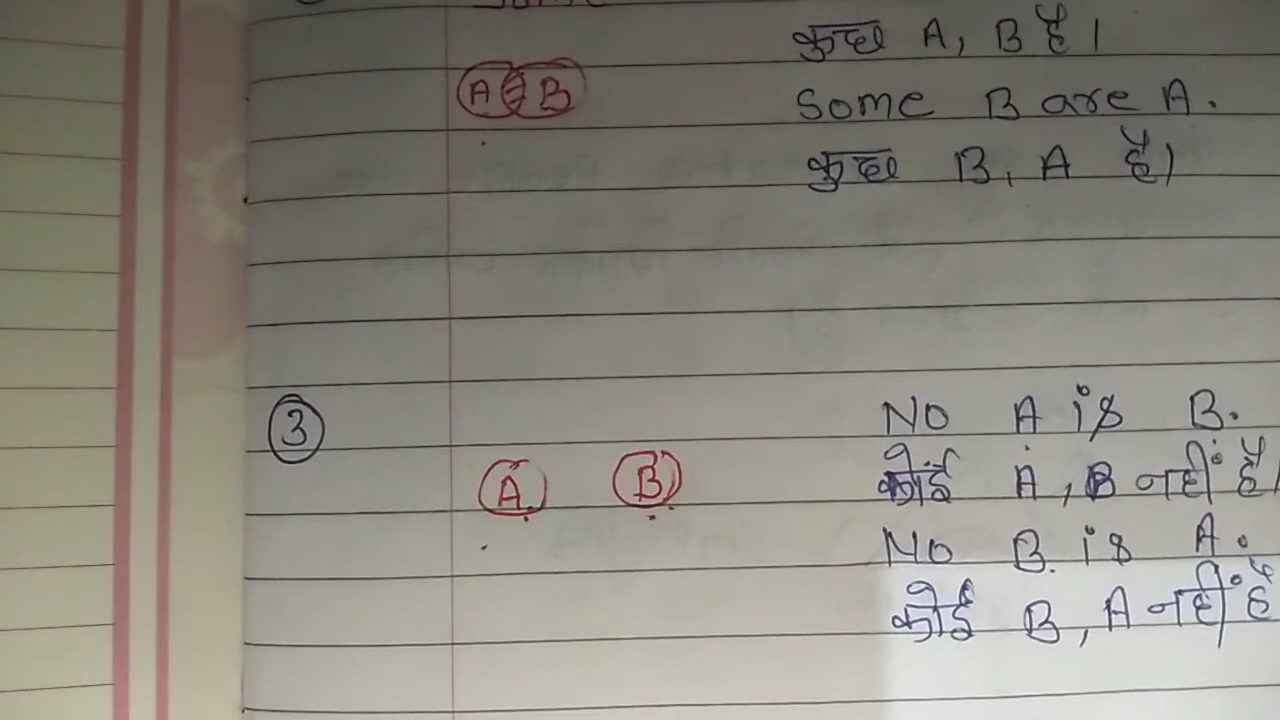 कुछ A, B है।
A B
Some B are A.
कुछ B, A है।
3
No A is B.
A B
कोई A, B नहीं है।
No B is A.
कोई B, A नहीं है